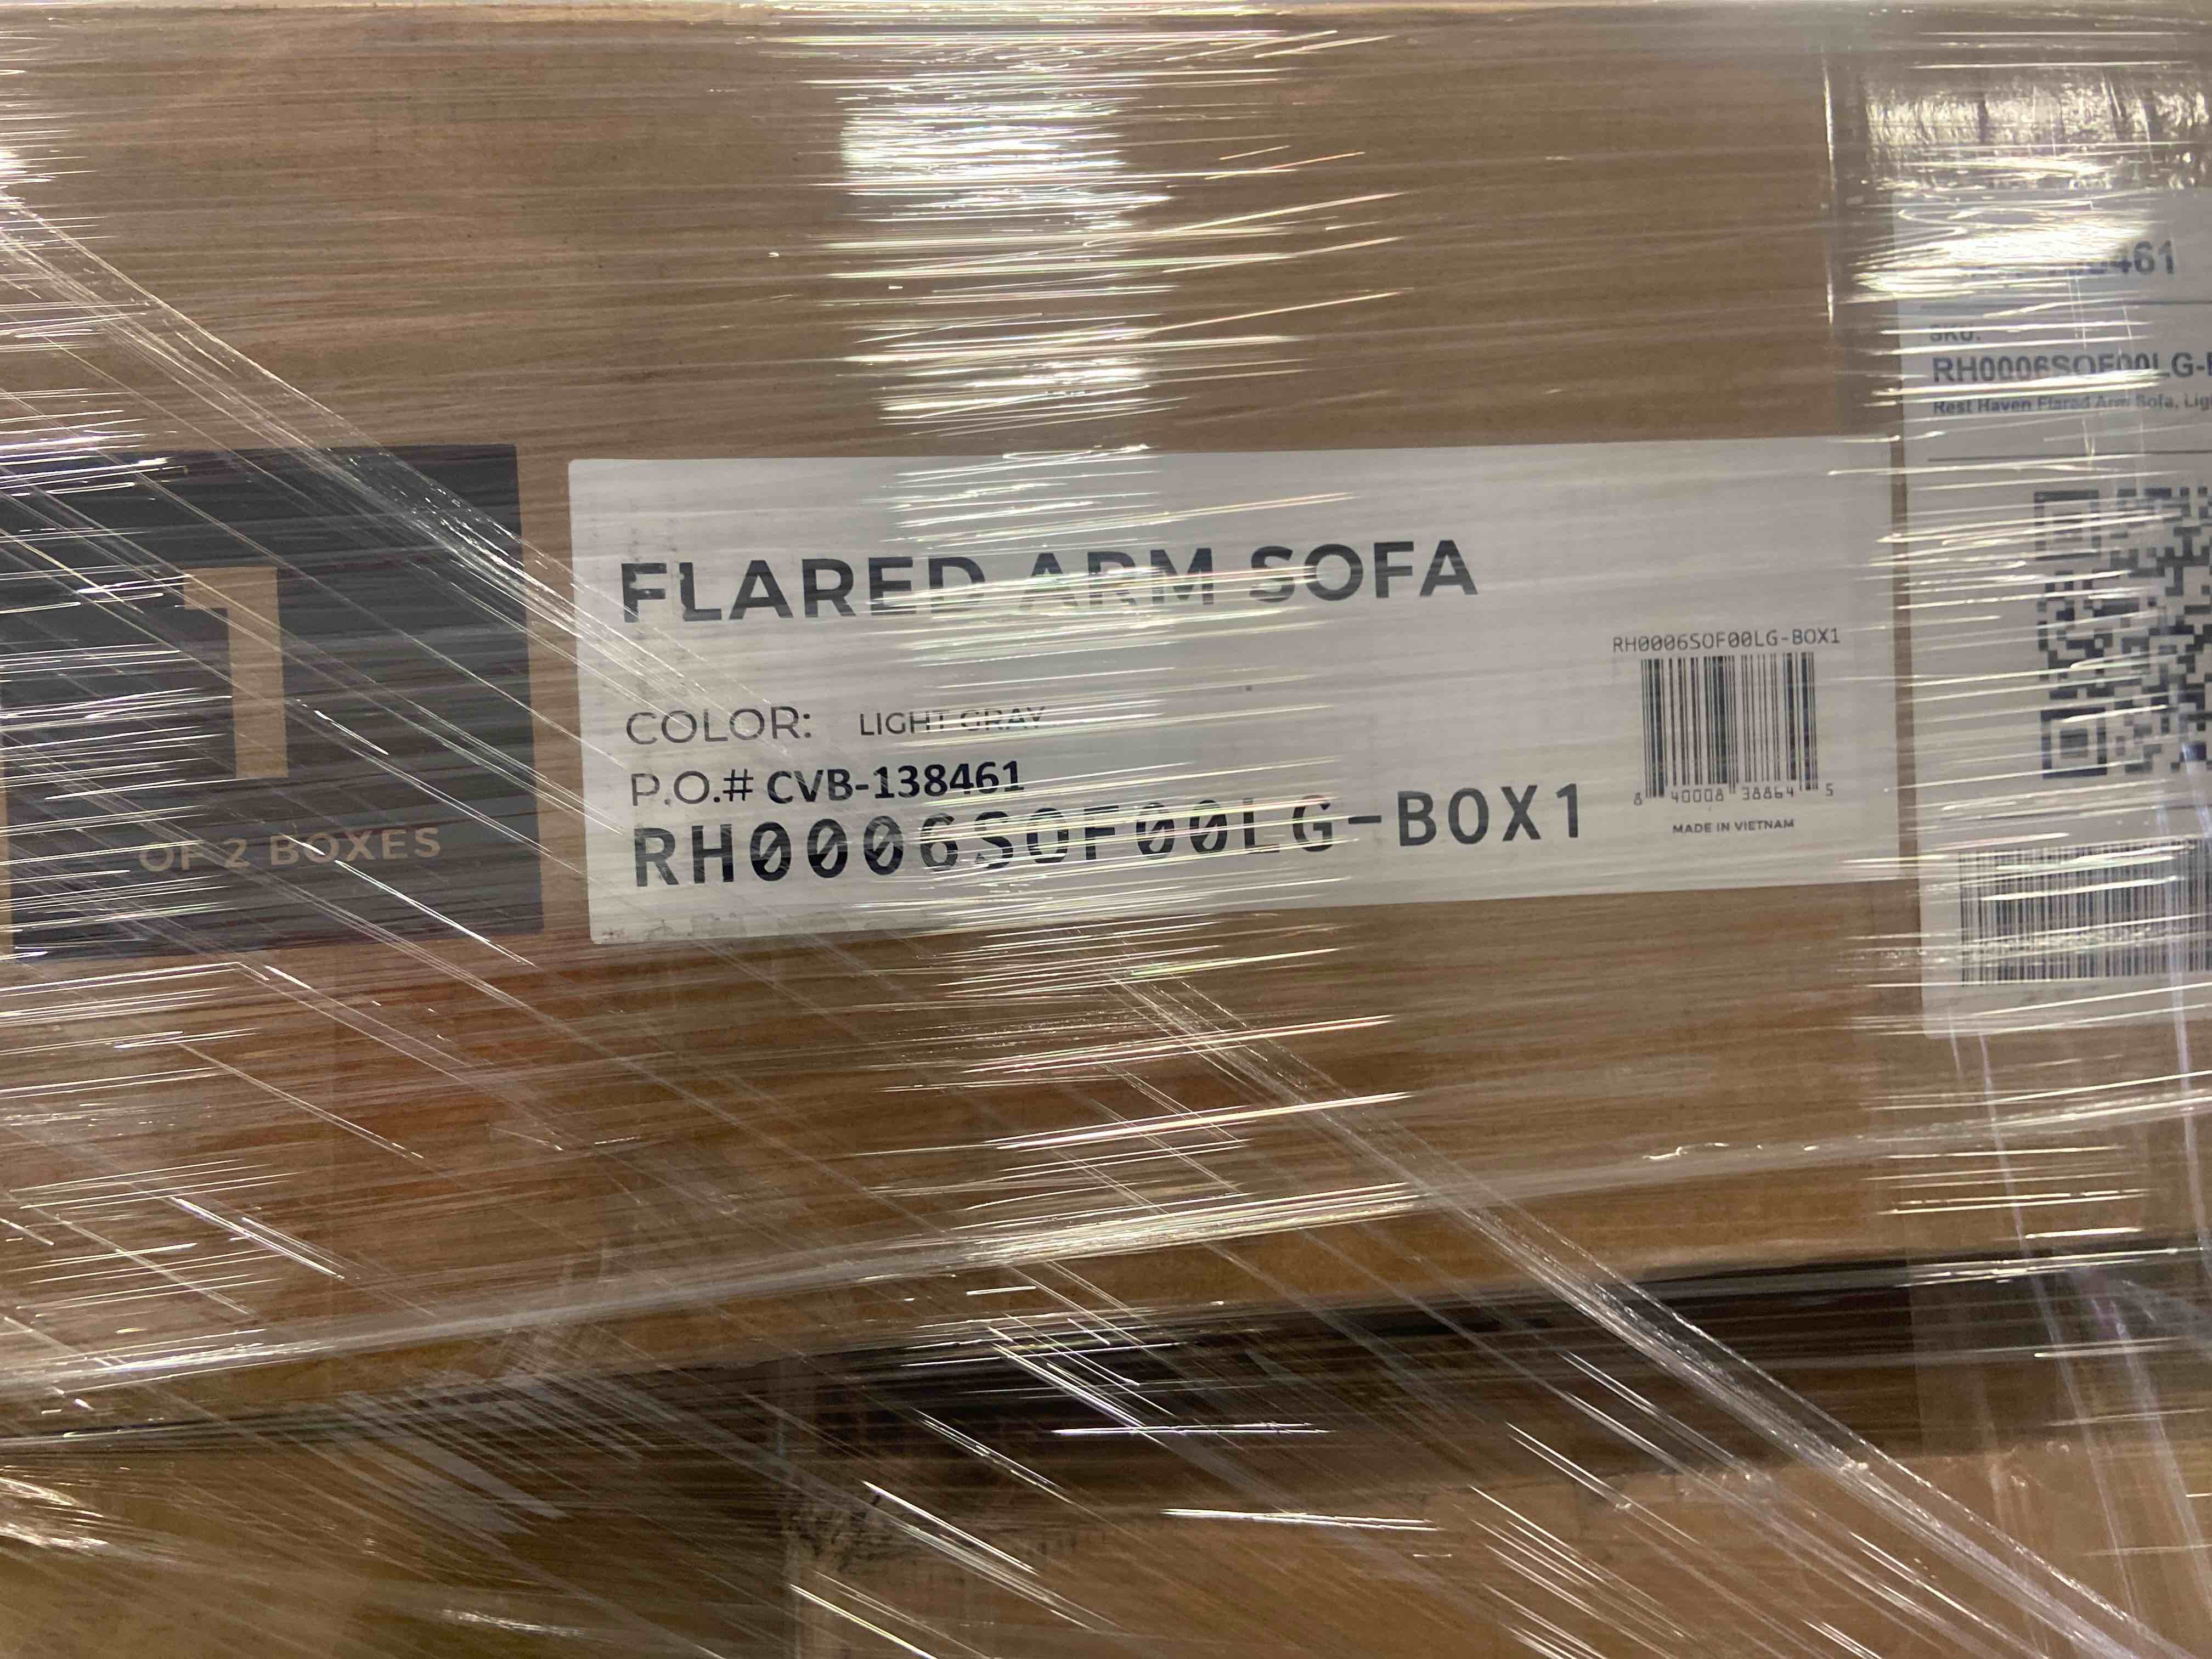 1
OF 2 BOXES
FLARED ARM SOFA
COLOR: LIGHT GRAY
P.O.# CVB-138461
RH0006SOF00LG-BOX1
RH0006SOF00LG-BOX1
8 40008 38864 5
MADE IN VIETNAM
461
SKU:
RH0006SOF00LG-
Rest Haven Flared Arm Sofa,